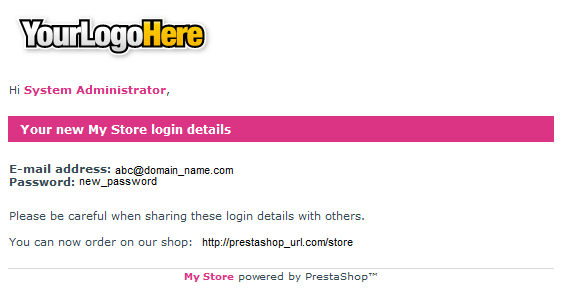 YourLogoHere
Hi System Administrator,
Your new My Store login details
E-mail address: abc@domain_name.com
Password: new_password
Please be careful when sharing these login details with others.
You can now order on our shop: http://prestashop_url.com/store
My Store powered by PrestaShop™